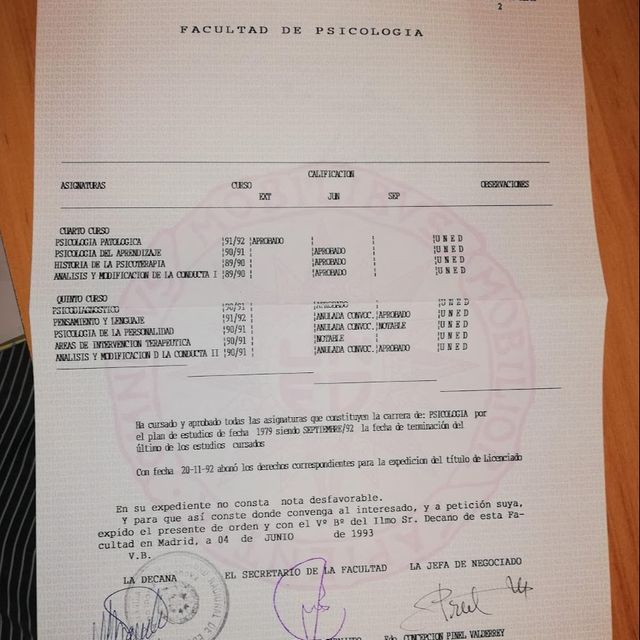 2
FACULTAD DE PSICOLOGIA
CALIFICACION
ASIGNATURAS CURSO OBSERVACIONES
EXT JUN SEP
CUARTO CURSO
PSICOLOGIA PATOLOGICA ¦91/92 ¦APROBADO ¦ ¦ ¦U N E D
PSICOLOGIA DEL APRENDIZAJE ¦90/91 ¦ ¦APROBADO ¦ ¦U N E D
HISTORIA DE LA PSICOTERAPIA ¦89/90 ¦ ¦APROBADO ¦ ¦U N E D
ANALISIS Y MODIFICACION DE LA CONDUCTA I ¦89/90 ¦ ¦APROBADO ¦ ¦U N E D
QUINTO CURSO
PSICODIAGNOSTICO ¦90/91 ¦ ¦APROBADO ¦ ¦U N E D
PENSAMIENTO Y LENGUAJE ¦91/92 ¦ ¦ANULADA CONVOC.¦APROBADO ¦U N E D
PSICOLOGIA DE LA PERSONALIDAD ¦90/91 ¦ ¦ANULADA CONVOC.¦NOTABLE ¦U N E D
AREAS DE INTERVENCION TERAPEUTICA ¦90/91 ¦ ¦NOTABLE ¦ ¦U N E D
ANALISIS Y MODIFICACION D LA CONDUCTA II ¦90/91 ¦ ¦ANULADA CONVOC.¦APROBADO ¦U N E D
Ha cursado y aprobado todas las asignaturas que constituyen la carrera de: PSICOLOGIA por
el plan de estudios de fecha 1979 siendo SEPTIEMBRE/92 la fecha de terminación del
último de los estudios cursados
Con fecha 20-11-92 abonó los derechos correspondientes para la expedicion del título de Licenciado
En su expediente no consta nota desfavorable.
Y para que así conste donde convenga al interesado, y a petición suya,
expido el presente de orden y con el Vº Bº del Ilmo Sr. Decano de esta Fa-
cultad en Madrid, a 04 de JUNIO de 1993
V.B.
LA DECANA EL SECRETARIO DE LA FACULTAD LA JEFA DE NEGOCIADO
Fdo. CONCEPCION PINEL VALDERREY